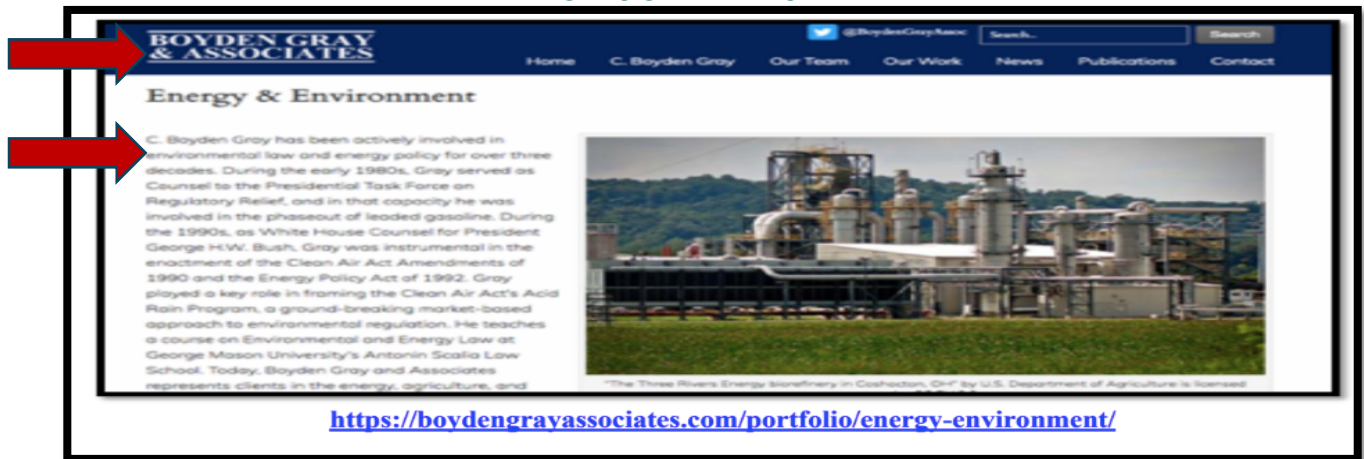 BOYDEN GRAY
& ASSOCIATES
@BoydenGrayAssoc
Search...
Search
Home C. Boyden Gray Our Team Our Work News Publications Contact
Energy & Environment
C. Boyden Gray has been actively involved in
environmental law and energy policy for over three
decades. During the early 1980s, Gray served as
Counsel to the Presidential Task Force on
Regulatory Relief, and in that capacity he was
involved in the phaseout of leaded gasoline. During
the 1990s, as White House Counsel for President
George H.W. Bush, Gray was instrumental in the
enactment of the Clean Air Act Amendments of
1990 and the Energy Policy Act of 1992. Gray
played a key role in framing the Clean Air Act's Acid
Rain Program, a ground-breaking market-based
approach to environmental regulation. He teaches
a course on Environmental and Energy Law at
George Mason University's Antonin Scalia Law
School. Today, Boyden Gray and Associates
represents clients in the energy, agriculture, and
"The Three Rivers Energy biorefinery in Coshocton, OH" by U.S. Department of Agriculture is licensed
https://boydengrayassociates.com/portfolio/energy-environment/